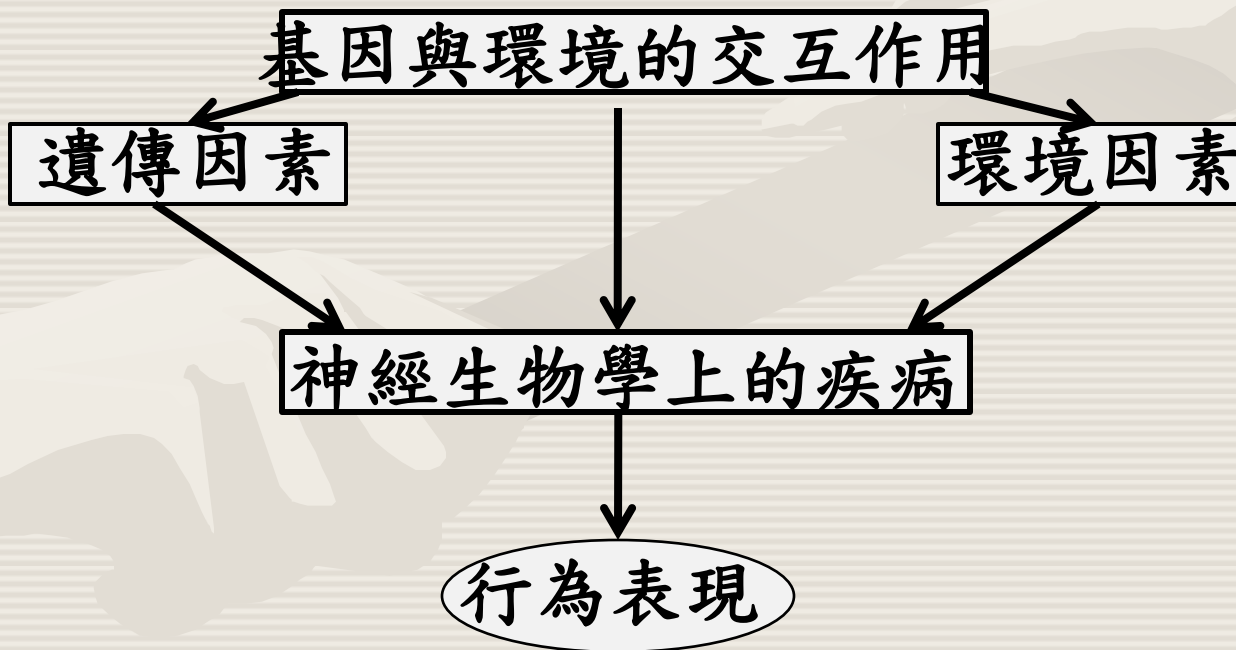 基因與環境的交互作用
遺傳因素
環境因素
神經生物學上的疾病
行為表現